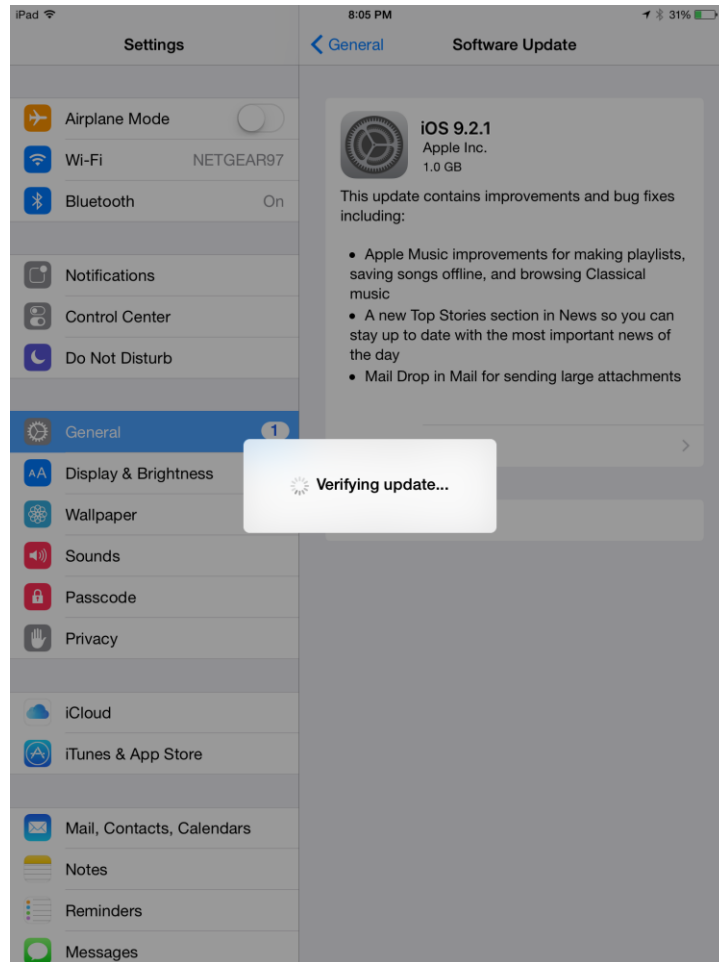 iPad 8:05 PM 31%
Settings
General Software Update
Airplane Mode
Wi-Fi NETGEAR97
Bluetooth On
Notifications
Control Center
Do Not Disturb
General 1
AA Display & Brightness
Wallpaper
Sounds
Passcode
Privacy
iCloud
iTunes & App Store
Mail, Contacts, Calendars
Notes
Reminders
Messages
iOS 9.2.1
Apple Inc.
1.0 GB
This update contains improvements and bug fixes
including:
• Apple Music improvements for making playlists,
saving songs offline, and browsing Classical
music
• A new Top Stories section in News so you can
stay up to date with the most important news of
the day
• Mail Drop in Mail for sending large attachments
Verifying update...